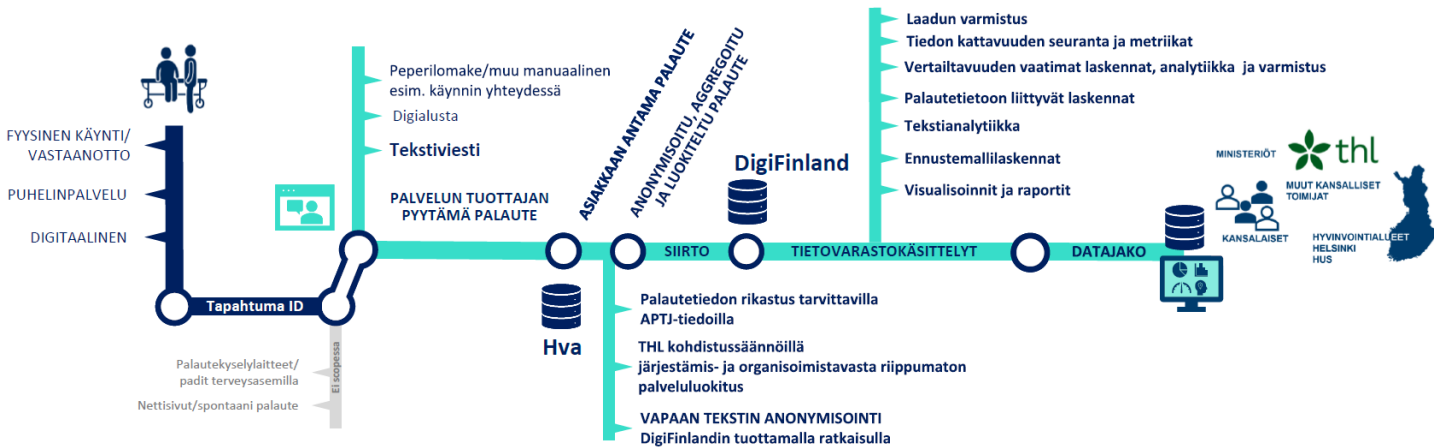 FYYSINEN KÄYNTI/
VASTAANOTTO
PUHELINPALVELU
DIGITAALINEN
Tapahtuma ID
Palautekyselylaitteet/
padit terveysasemilla
Nettisivut/spontaani palaute
Ei scopessa
Peperilomake/muu manuaalinen
esim. käynnin yhteydessä
Digialusta
Tekstiviesti
PALVELUN TUOTTAJAN
PYYTÄMÄ PALAUTE
ASIAKKAAN ANTAMA PALAUTE
ANONYMISOITU, AGGREGOITU
JA LUOKITELTU PALAUTE
Hva
SIIRTO
Palautetiedon rikastus tarvittavilla
APTJ-tiedoilla
THL kohdistussäännöillä
järjestämis- ja organisoimistavasta riippumaton
palveluluokitus
VAPAAN TEKSTIN ANONYMISOINTI
DigiFinlandin tuottamalla ratkaisulla
DigiFinland
TIETOVARASTOKÄSITTELYT
Laadun varmistus
Tiedon kattavuuden seuranta ja metriikat
Vertailtavuuden vaatimat laskennat, analytiikka ja varmistus
Palautetietoon liittyvät laskennat
Tekstianalytiikka
Ennustemallilaskennat
Visualisoinnit ja raportit
DATAJAKO
MINISTERIÖT
thl
MUUT KANSALLISET
TOIMIJAT
KANSALAISET
HYVINVOINTIALLEET
HELSINKI
HUS